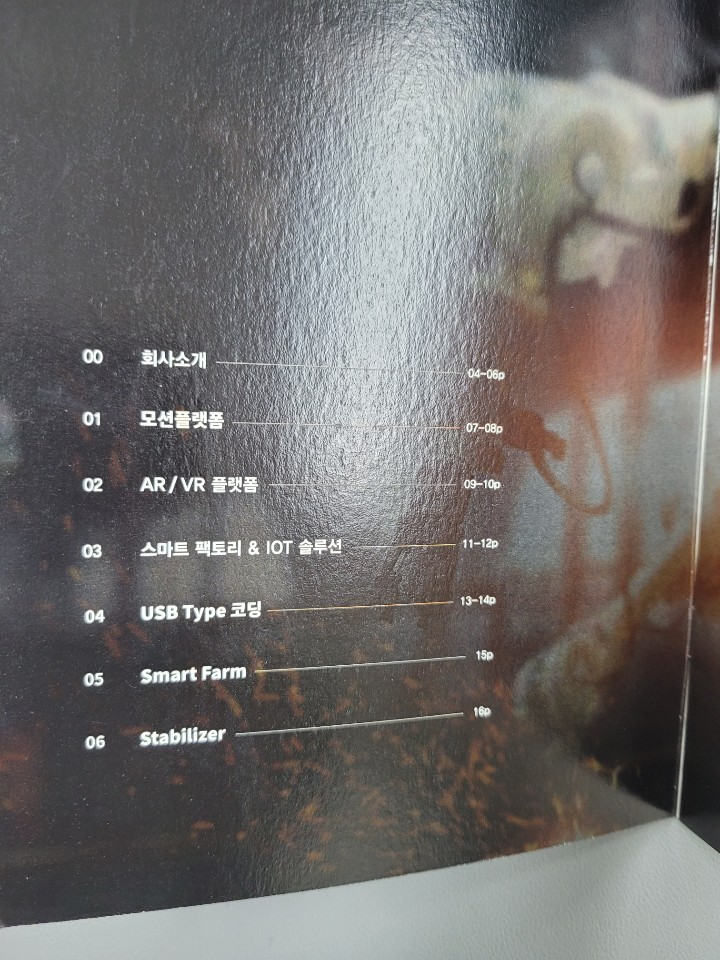 00 회사소개 04-06p
01 모션플랫폼 07-08p
02 AR/VR 플랫폼 09-10p
03 스마트 팩토리 & IOT 솔루션 11-12p
04 USB Type 코딩 13-14p
05 Smart Farm 15p
06 Stabilizer 16p